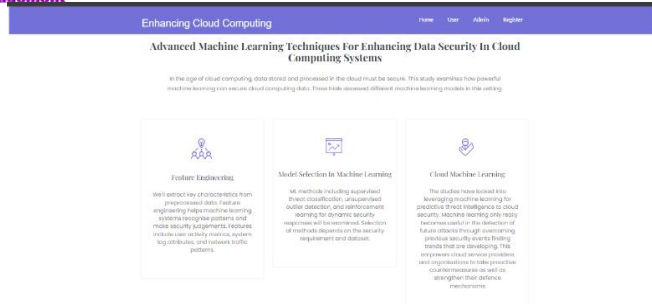 Enhancing Cloud Computing
Home User Admin Register
Advanced Machine Learning Techniques For Enhancing Data Security In Cloud
Computing Systems
In the age of cloud computing, data stored and processed in the cloud must be secure. This study examines how powerful
machine learning can secure cloud computing data. These trials assessed different machine learning models in this setting.
Feature Engineering
We'll extract key characteristics from
preprocessed data. Feature
engineering helps machine learning
systems recognise patterns and
make security judgements. Features
include user activity metrics, system
log attributes, and network traffic
patterns.
Model Selection In Machine Learning
ML methods including supervised
threat classification, unsupervised
outlier detection, and reinforcement
learning for dynamic security
responses will be examined. Selection
of methods depends on the security
requirement and dataset.
Cloud Machine Learning
The studies have looked into
leveraging machine learning for
predictive threat intelligence to cloud
security. Machine learning only really
becomes useful in the detection of
future attacks through overcoming
previous security events finding
trends that are developing. This
empowers cloud service providers
and organisations to take proactive
countermeasures as well as
strengthen their defence
mechanisms.